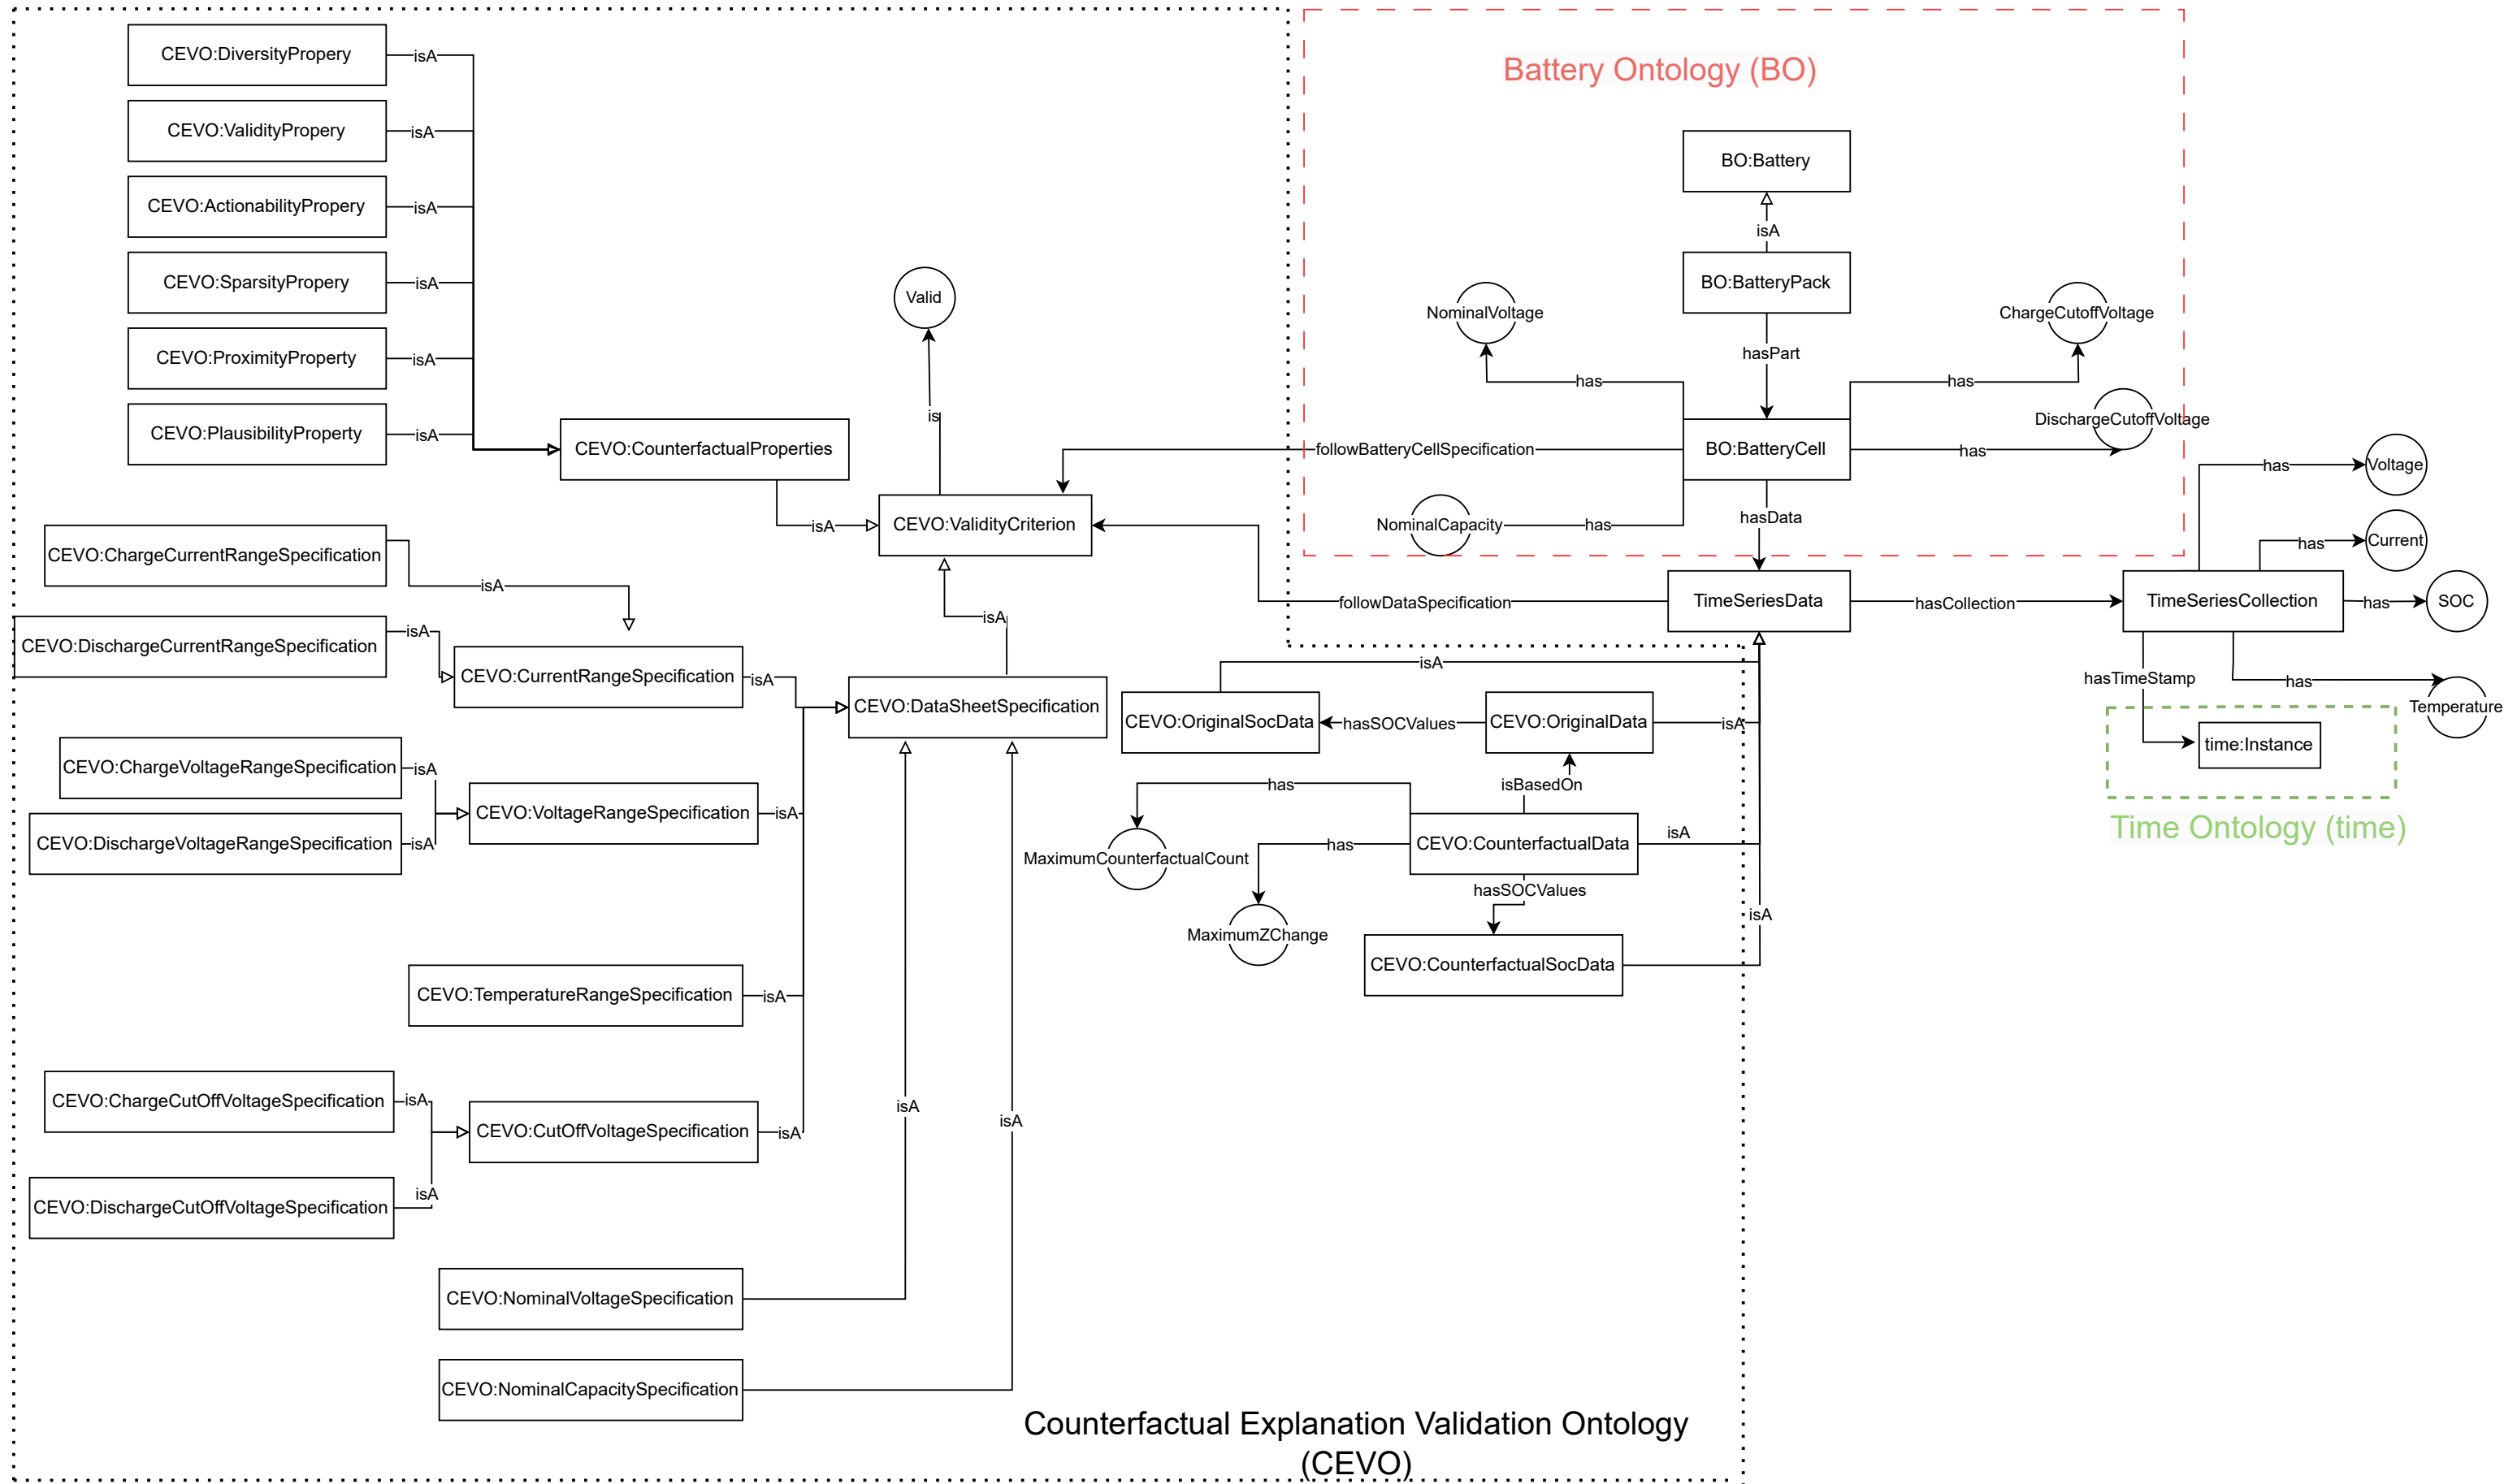 CEVO:DiversityPropery
isA
CEVO:ValidityPropery
isA
CEVO:ActionabilityPropery
isA
CEVO:SparsityPropery
isA
CEVO:ProximityProperty
isA
CEVO:PlausibilityProperty
isA
CEVO:CounterfactualProperties
isA
Valid
is
CEVO:ValidityCriterion
isA
CEVO:ChargeCurrentRangeSpecification
isA
CEVO:DischargeCurrentRangeSpecification
isA
CEVO:CurrentRangeSpecification
isA
CEVO:DataSheetSpecification
CEVO:ChargeVoltageRangeSpecification
isA
CEVO:DischargeVoltageRangeSpecification
isA
CEVO:VoltageRangeSpecification
isA
CEVO:TemperatureRangeSpecification
isA
CEVO:ChargeCutOffVoltageSpecification
isA
CEVO:DischargeCutOffVoltageSpecification
isA
CEVO:CutOffVoltageSpecification
isA
CEVO:NominalVoltageSpecification
isA
CEVO:NominalCapacitySpecification
isA
Battery Ontology (BO)
BO:Battery
isA
BO:BatteryPack
hasPart
NominalVoltage
has
ChargeCutoffVoltage
has
DischargeCutoffVoltage
has
BO:BatteryCell
followBatteryCellSpecification
NominalCapacity
has
hasData
followDataSpecification
TimeSeriesData
hasCollection
TimeSeriesCollection
has
Voltage
has
Current
has
SOC
has
Temperature
hasTimeStamp
time:Instance
Time Ontology (time)
isA
CEVO:OriginalSocData
hasSOCValues
CEVO:OriginalData
isA
has
isBasedOn
MaximumCounterfactualCount
has
CEVO:CounterfactualData
isA
MaximumZChange
hasSOCValues
CEVO:CounterfactualSocData
isA
Counterfactual Explanation Validation Ontology
(CEVO)